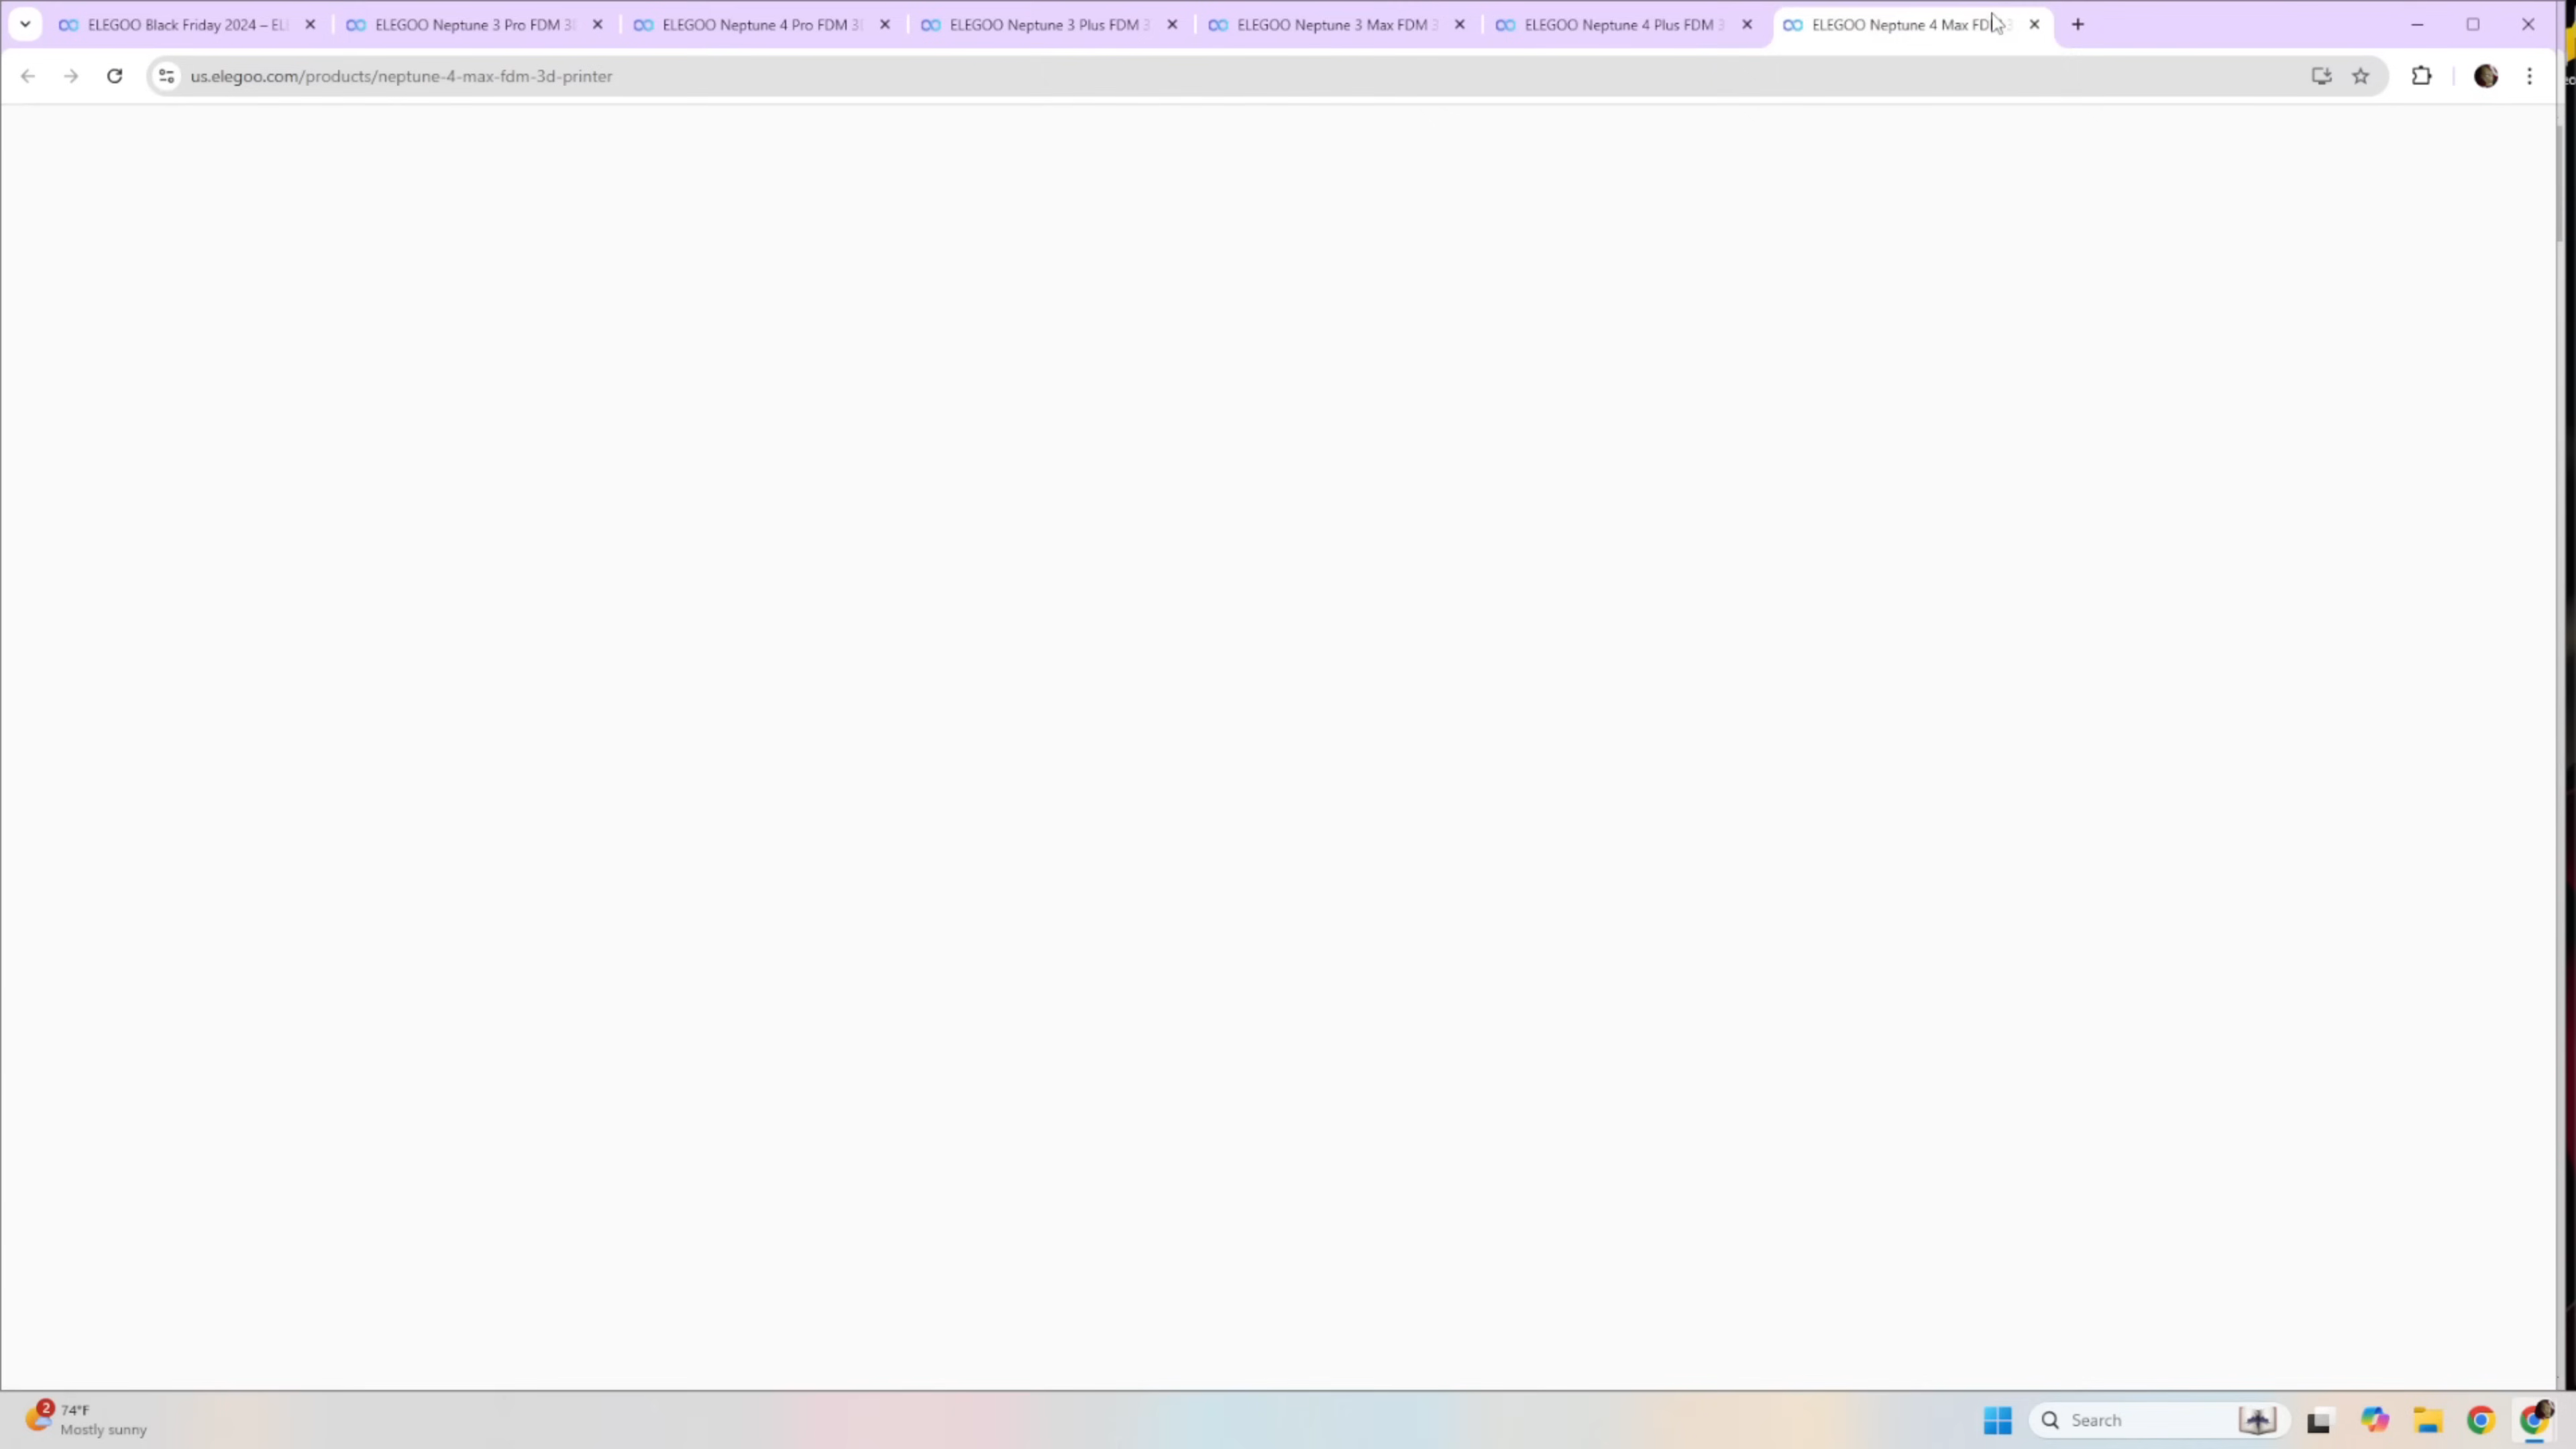 ELEGOO Black Friday 2024 – EL
ELEGOO Neptune 3 Pro FDM 3
ELEGOO Neptune 4 Pro FDM 3
ELEGOO Neptune 3 Plus FDM 3
ELEGOO Neptune 3 Max FDM 3
ELEGOO Neptune 4 Plus FDM 3
ELEGOO Neptune 4 Max FD
us.elegoo.com/products/neptune-4-max-fdm-3d-printer
2
74°F
Mostly sunny
Search